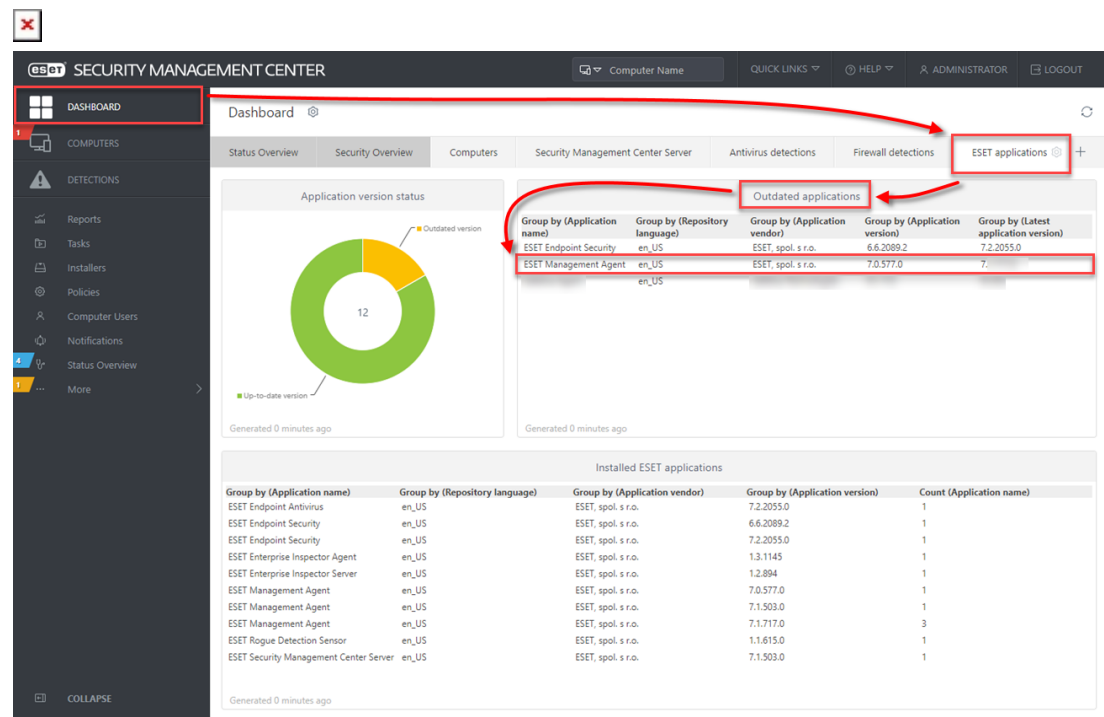 eset SECURITY MANAGEMENT CENTER
Computer Name
QUICK LINKS
HELP
ADMINISTRATOR
LOGOUT
DASHBOARD
1
COMPUTERS
DETECTIONS
Reports
Tasks
Installers
Policies
Computer Users
Notifications
4
Status Overview
1
More
COLLAPSE
Dashboard
Status Overview Security Overview Computers Security Management Center Server Antivirus detections Firewall detections ESET applications
Application version status
Outdated version
12
Up-to-date version
Generated 0 minutes ago
Outdated applications
Group by (Application name) Group by (Repository language) Group by (Application vendor) Group by (Application version) Group by (Latest application version)
ESET Endpoint Security en_US ESET, spol. s r.o. 6.6.2089.2 7.2.2055.0
ESET Management Agent en_US ESET, spol. s r.o. 7.0.577.0 7.
en_US
Generated 0 minutes ago
Installed ESET applications
Group by (Application name) Group by (Repository language) Group by (Application vendor) Group by (Application version) Count (Application name)
ESET Endpoint Antivirus en_US ESET, spol. s r.o. 7.2.2055.0 1
ESET Endpoint Security en_US ESET, spol. s r.o. 6.6.2089.2 1
ESET Endpoint Security en_US ESET, spol. s r.o. 7.2.2055.0 1
ESET Enterprise Inspector Agent en_US ESET, spol. s r.o. 1.3.1145 1
ESET Enterprise Inspector Server en_US ESET, spol. s r.o. 1.2.894 1
ESET Management Agent en_US ESET, spol. s r.o. 7.0.577.0 1
ESET Management Agent en_US ESET, spol. s r.o. 7.1.503.0 1
ESET Management Agent en_US ESET, spol. s r.o. 7.1.717.0 3
ESET Rogue Detection Sensor en_US ESET, spol. s r.o. 1.1.615.0 1
ESET Security Management Center Server en_US ESET, spol. s r.o. 7.1.503.0 1
Generated 0 minutes ago